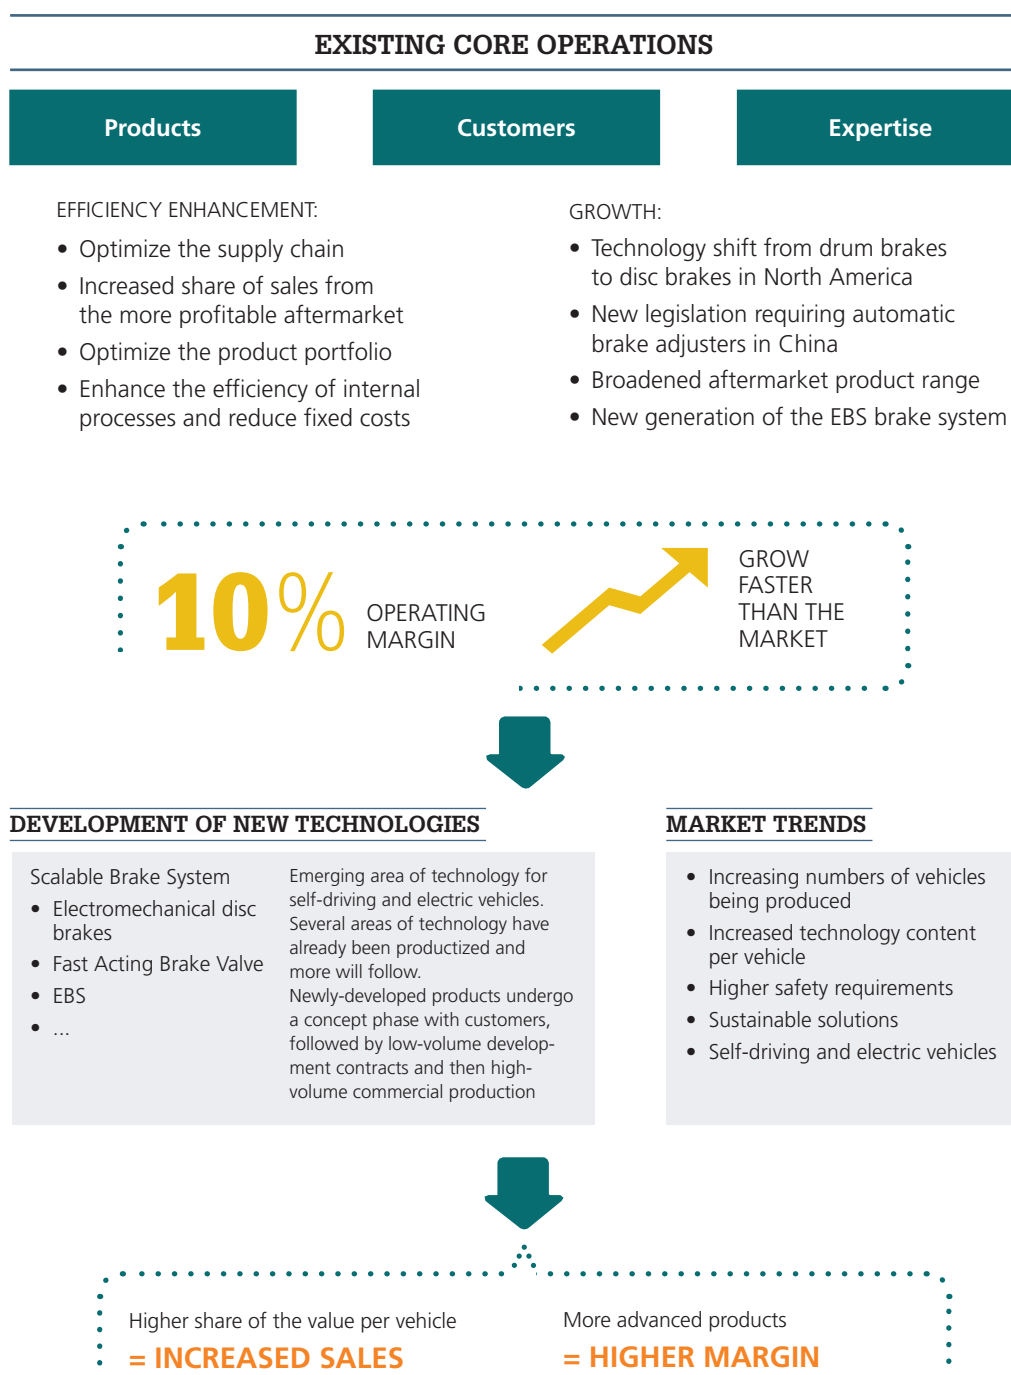 EXISTING CORE OPERATIONS
Products
Customers
Expertise
EFFICIENCY ENHANCEMENT:
• Optimize the supply chain
• Increased share of sales from
the more profitable aftermarket
• Optimize the product portfolio
• Enhance the efficiency of internal
processes and reduce fixed costs
GROWTH:
• Technology shift from drum brakes
to disc brakes in North America
• New legislation requiring automatic
brake adjusters in China
• Broadened aftermarket product range
• New generation of the EBS brake system
10% OPERATING
MARGIN
GROW
FASTER
THAN THE
MARKET
DEVELOPMENT OF NEW TECHNOLOGIES
Scalable Brake System
• Electromechanical disc
brakes
• Fast Acting Brake Valve
• EBS
• ...
Emerging area of technology for
self-driving and electric vehicles.
Several areas of technology have
already been productized and
more will follow.
Newly-developed products undergo
a concept phase with customers,
followed by low-volume develop-
ment contracts and then high-
volume commercial production
MARKET TRENDS
• Increasing numbers of vehicles
being produced
• Increased technology content
per vehicle
• Higher safety requirements
• Sustainable solutions
• Self-driving and electric vehicles
Higher share of the value per vehicle
= INCREASED SALES
More advanced products
= HIGHER MARGIN